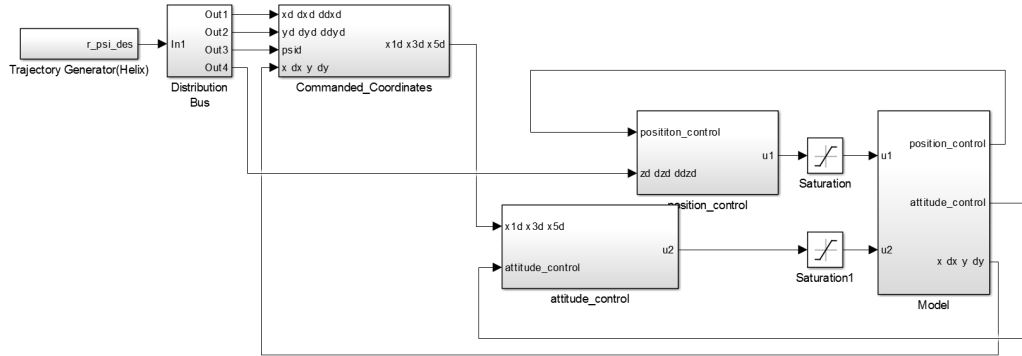 r_psi_des
Trajectory Generator(Helix)
In1
Out1
Out2
Out3
Out4
Distribution
Bus
xd dxd ddxd
yd dyd ddyd
psid
x dx y dy
x1d x3d x5d
Commanded_Coordinates
posititon_control
zd dzd ddzd
u1
position_control
Saturation
x1d x3d x5d
attitude_control
u2
attitude_control
Saturation1
u1
u2
position_control
attitude_control
x dx y dy
Model